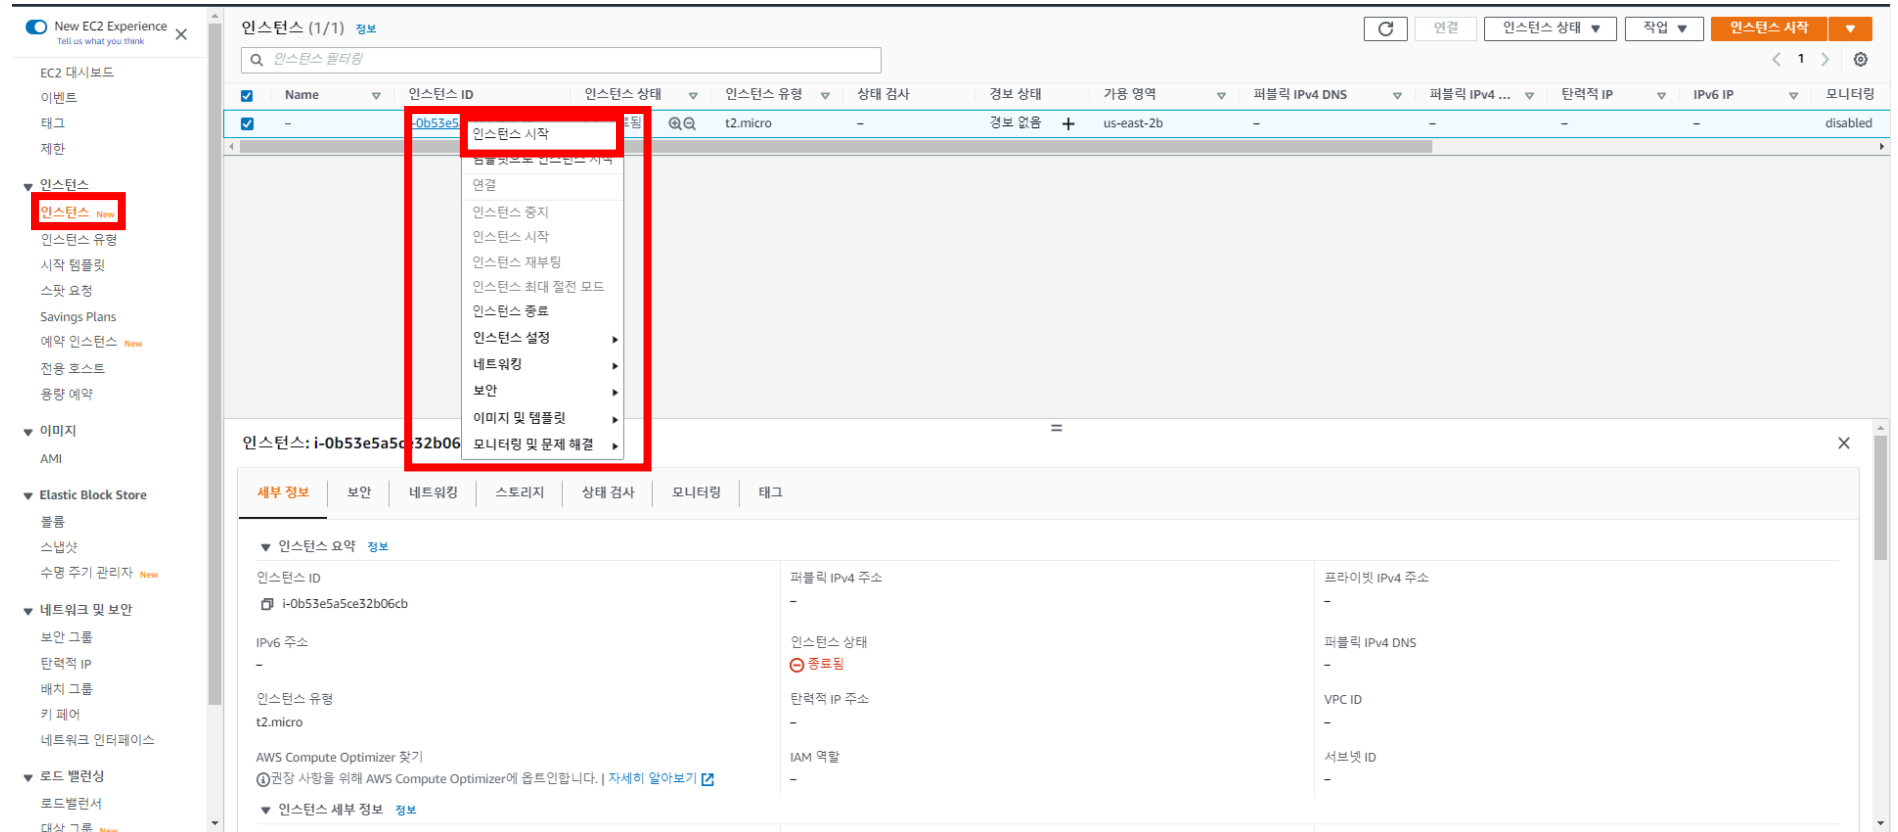 New EC2 Experience
Tell us what you think
EC2 대시보드
이벤트
태그
제한
인스턴스
인스턴스 New
인스턴스 유형
시작 템플릿
스팟 요청
Savings Plans
예약 인스턴스 New
전용 호스트
용량 예약
이미지
AMI
Elastic Block Store
볼륨
스냅샷
수명 주기 관리자 New
네트워크 및 보안
보안 그룹
탄력적 IP
배치 그룹
키 페어
네트워크 인터페이스
로드 밸런싱
로드밸런서
대상 그룹 New
인스턴스 (1/1) 정보
연결 인스턴스 상태 작업 인스턴스 시작
인스턴스 필터링
1
Name 인스턴스 ID 인스턴스 상태 인스턴스 유형 상태 검사 경보 상태 가용 영역 퍼블릭 IPv4 DNS 퍼블릭 IPv4 ... 탄력적 IP IPv6 IP 모니터링
– t2.micro – 경보 없음 + us-east-2b – – – – disabled
인스턴스 시작
템플릿으로 인스턴스 시작
연결
인스턴스 중지
인스턴스 시작
인스턴스 재부팅
인스턴스 최대 절전 모드
인스턴스 종료
인스턴스 설정
네트워킹
보안
이미지 및 템플릿
모니터링 및 문제 해결
인스턴스: i-0b53e5a5ce32b06
세부 정보 보안 네트워킹 스토리지 상태 검사 모니터링 태그
인스턴스 요약 정보
인스턴스 ID 퍼블릭 IPv4 주소 프라이빗 IPv4 주소
i-0b53e5a5ce32b06cb – –
IPv6 주소 인스턴스 상태 퍼블릭 IPv4 DNS
– 종료됨 –
인스턴스 유형 탄력적 IP 주소 VPC ID
t2.micro – –
AWS Compute Optimizer 찾기 IAM 역할 서브넷 ID
권장 사항을 위해 AWS Compute Optimizer에 옵트인합니다. | 자세히 알아보기 – –
인스턴스 세부 정보 정보